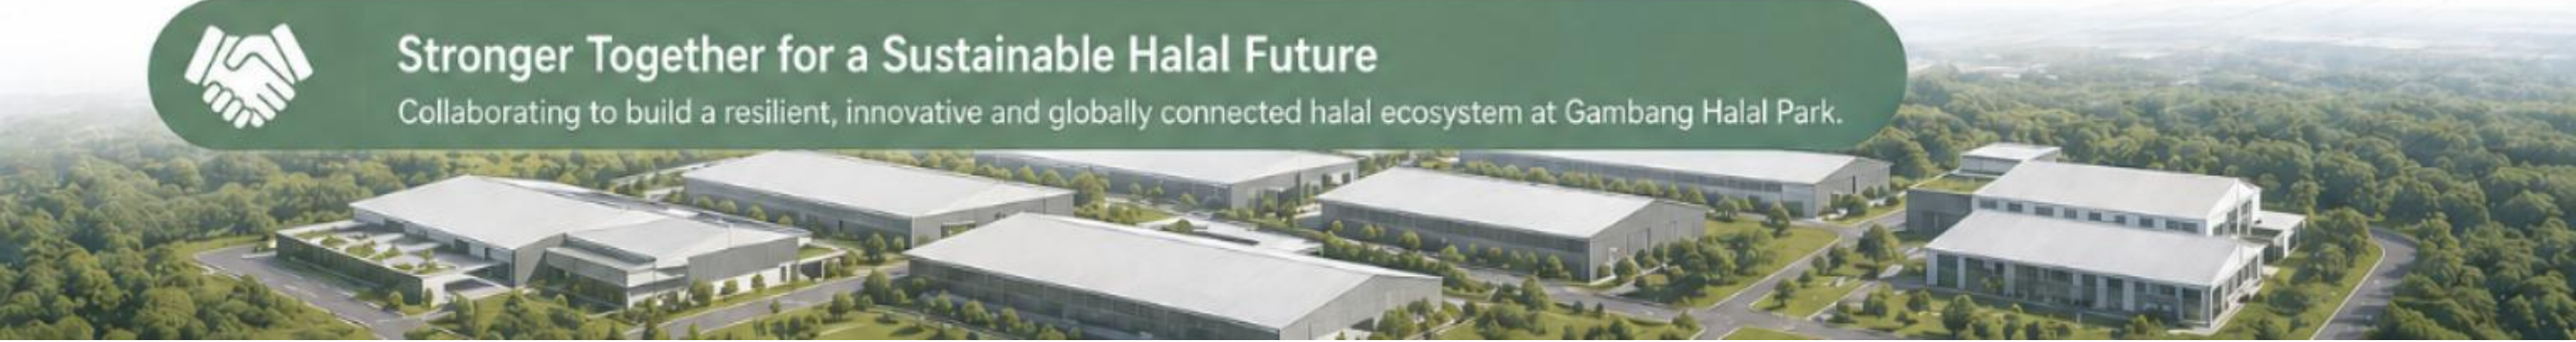 Stronger Together for a Sustainable Halal Future
Collaborating to build a resilient, innovative and globally connected halal ecosystem at Gambang Halal Park.